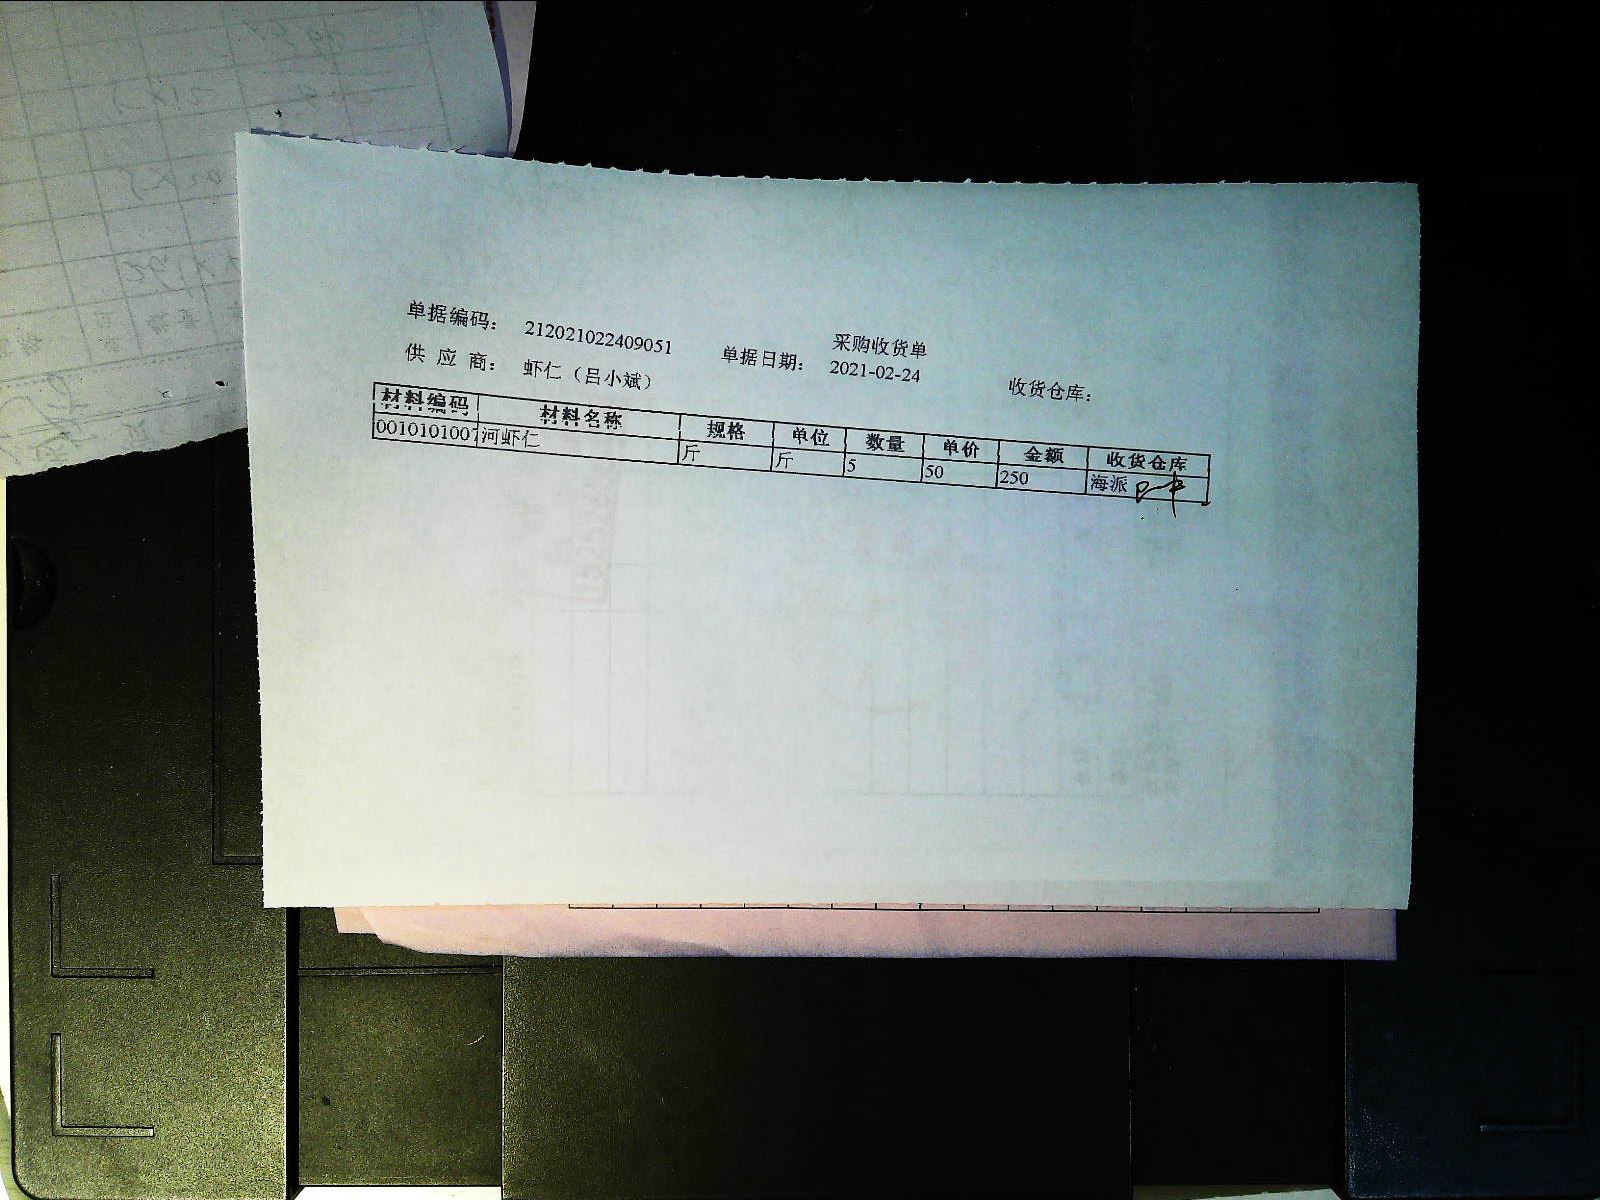 采购收货单
单据编码： 212021022409051 单据日期： 2021-02-24 收货仓库：
供 应 商： 虾仁（吕小斌）
材料编码 材料名称 规格 单位 数量 单价 金额 收货仓库
0010101007 河虾仁 斤 斤 5 50 250 海派